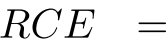 RCE =